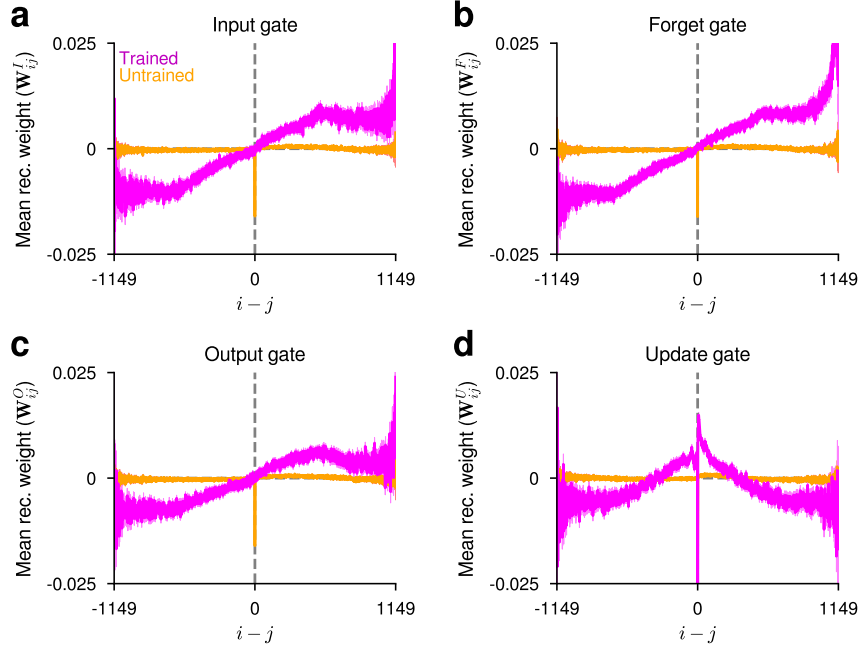 a
Input gate
Mean rec. weight (W^I_ij)
0.025
0
-0.025
Trained
Untrained
-1149
0
1149
i − j
b
Forget gate
Mean rec. weight (W^F_ij)
0.025
0
-0.025
-1149
0
1149
i − j
c
Output gate
Mean rec. weight (W^O_ij)
0.025
0
-0.025
-1149
0
1149
i − j
d
Update gate
Mean rec. weight (W^U_ij)
0.025
0
-0.025
-1149
0
1149
i − j